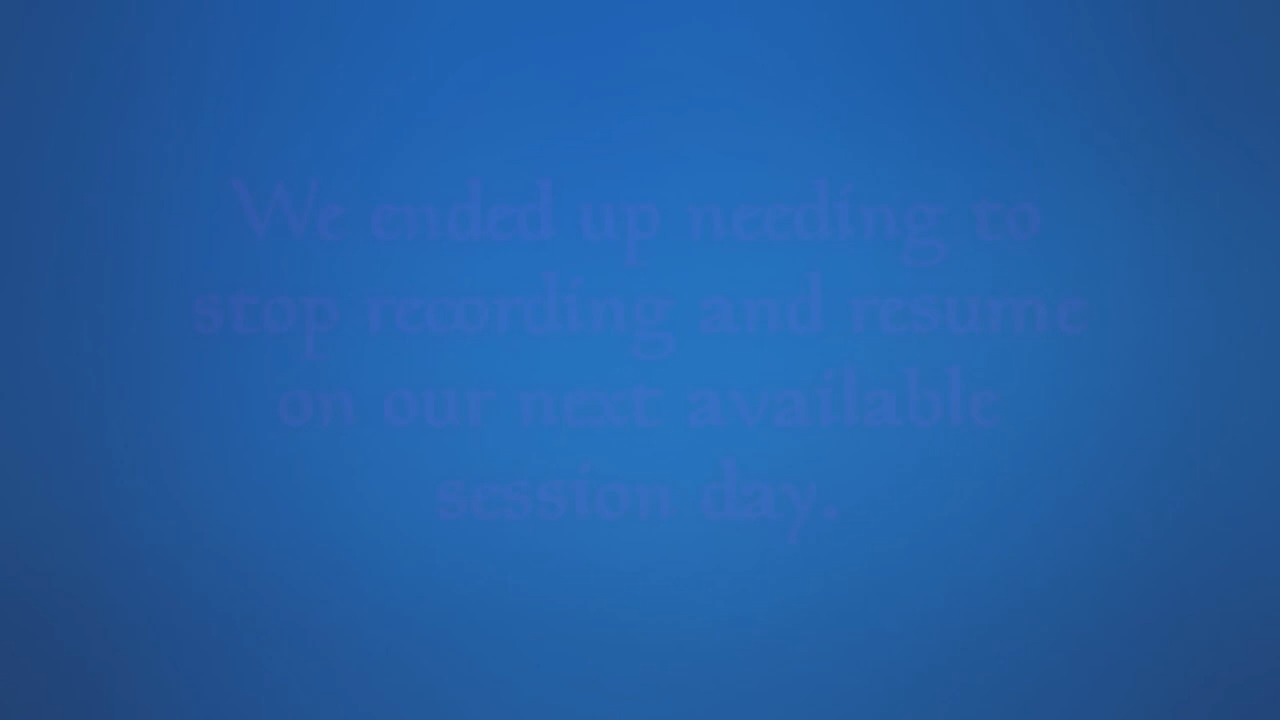 We ended up needing to
stop recording and resume
on our next available
session day.